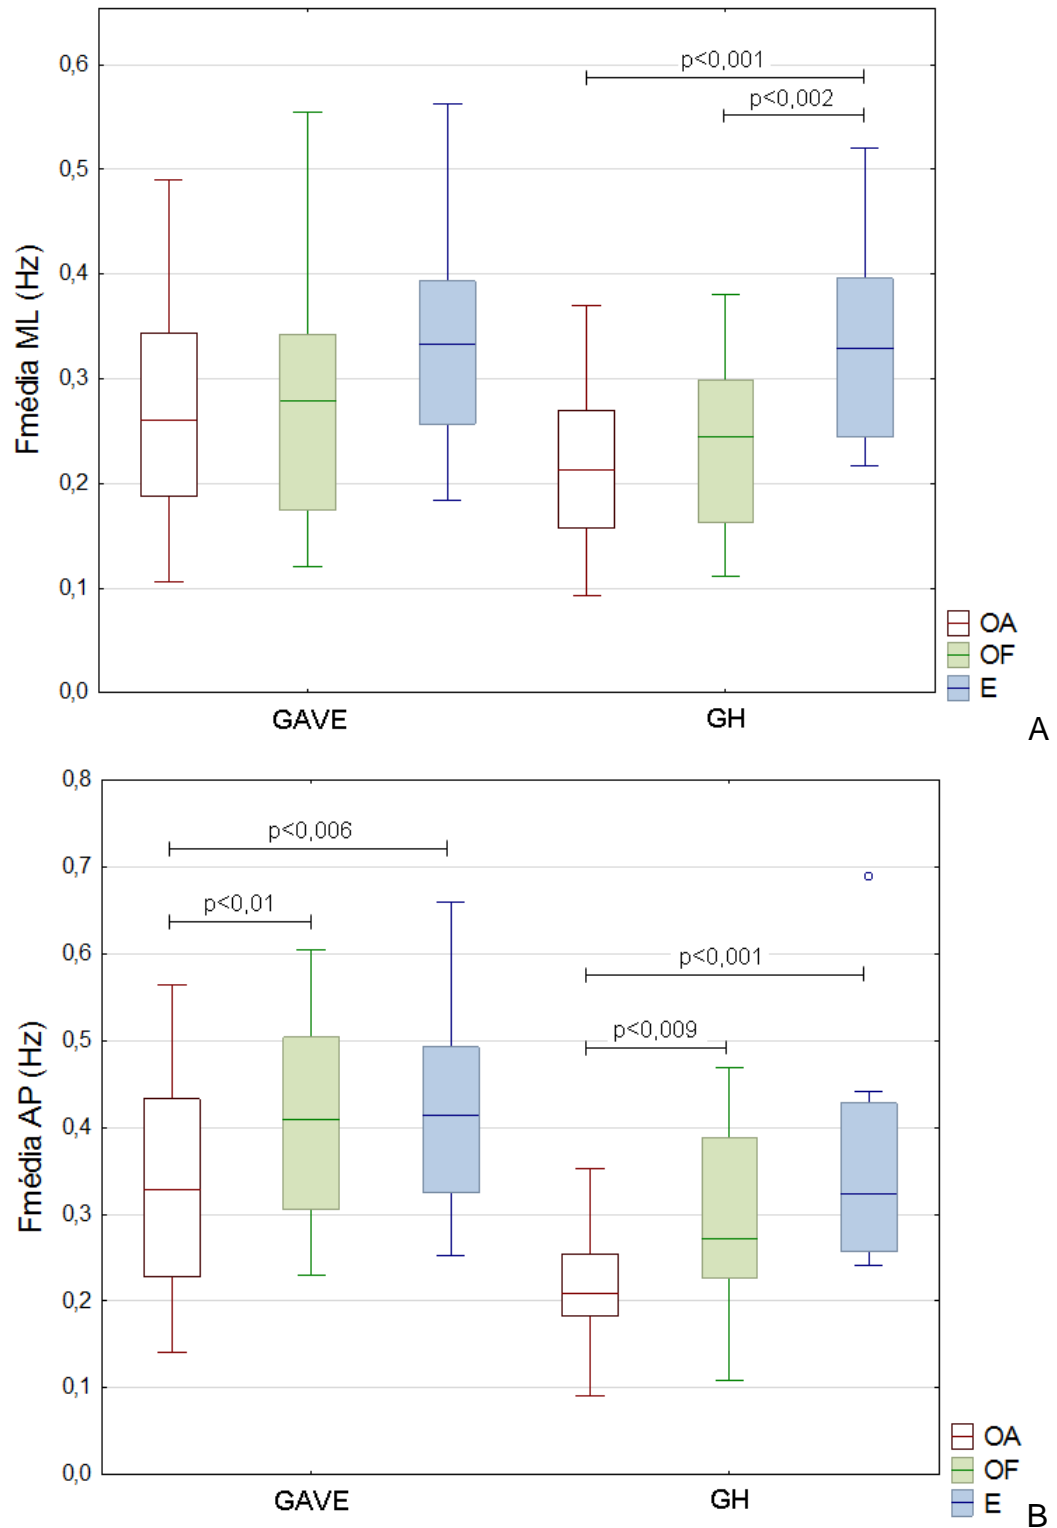 0,6
0,5
0,4
0,3
0,2
0,1
0,0
Fmédia ML (Hz)
p<0,001
p<0,002
GAVE
GH
OA
OF
E
A
0,8
0,7
0,6
0,5
0,4
0,3
0,2
0,1
0,0
Fmédia AP (Hz)
p<0,006
p<0,01
p<0,001
p<0,009
GAVE
GH
OA
OF
E
B